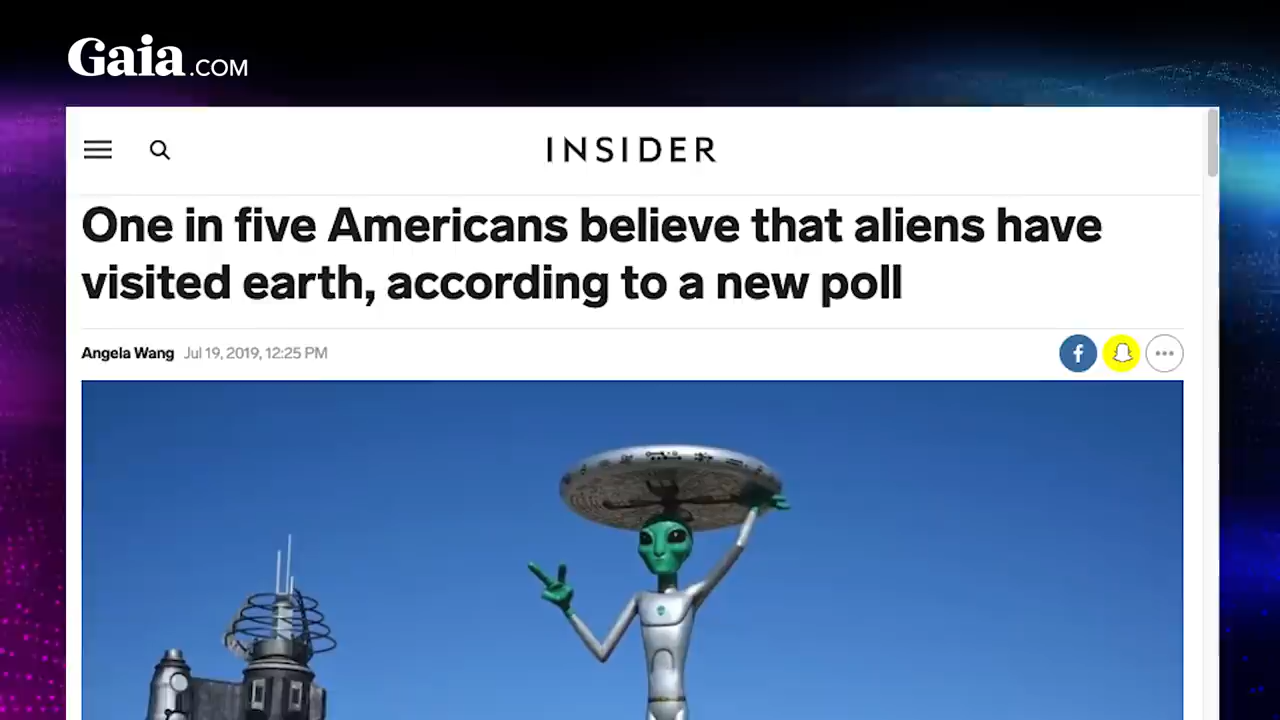 Gaia.COM
INSIDER
One in five Americans believe that aliens have
visited earth, according to a new poll
Angela Wang Jul 19, 2019, 12:25 PM